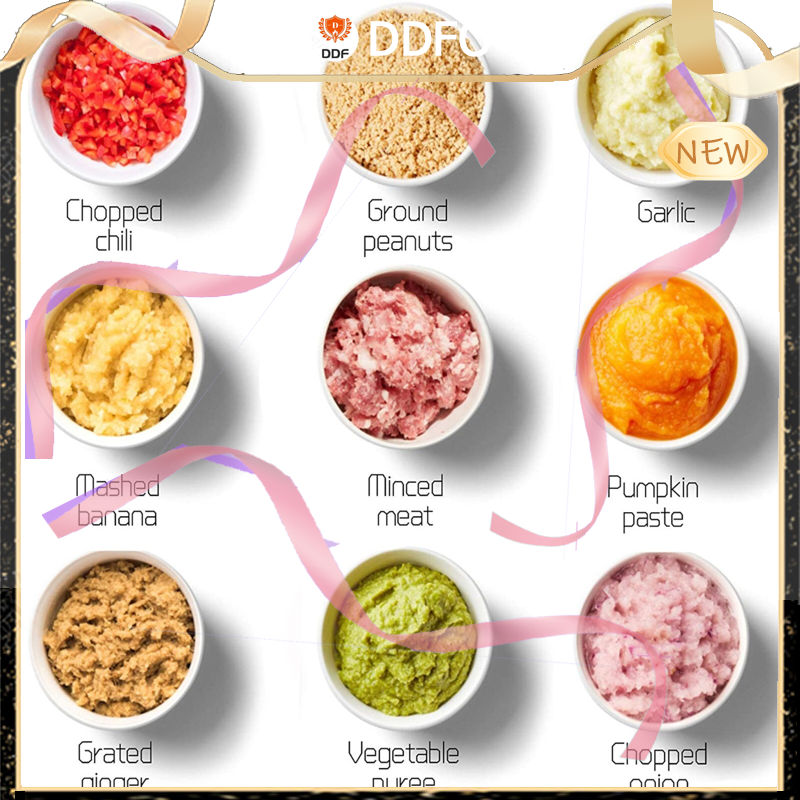 DDF
DDFO
NEW
Chopped
chili
Ground
peanuts
Garlic
Mashed
banana
Minced
meat
Pumpkin
paste
Grated
ginger
Vegetable
puree
Chopped
onion